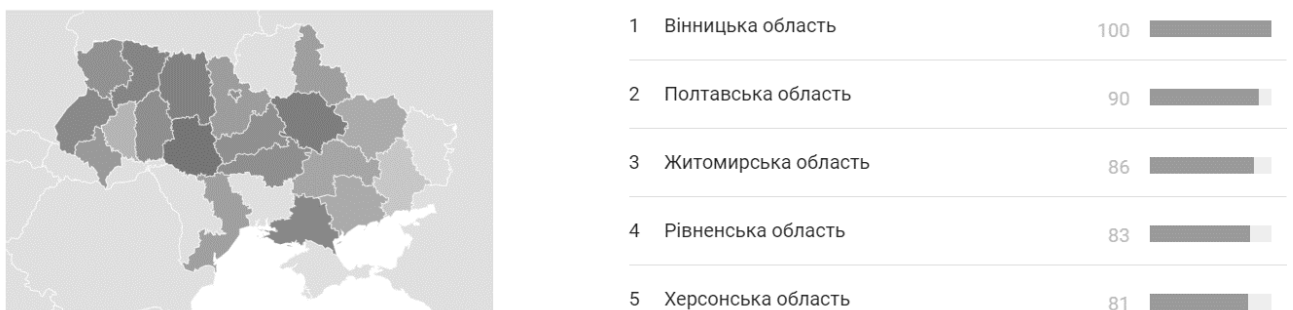 1 Вінницька область 100
2 Полтавська область 90
3 Житомирська область 86
4 Рівненська область 83
5 Херсонська область 81